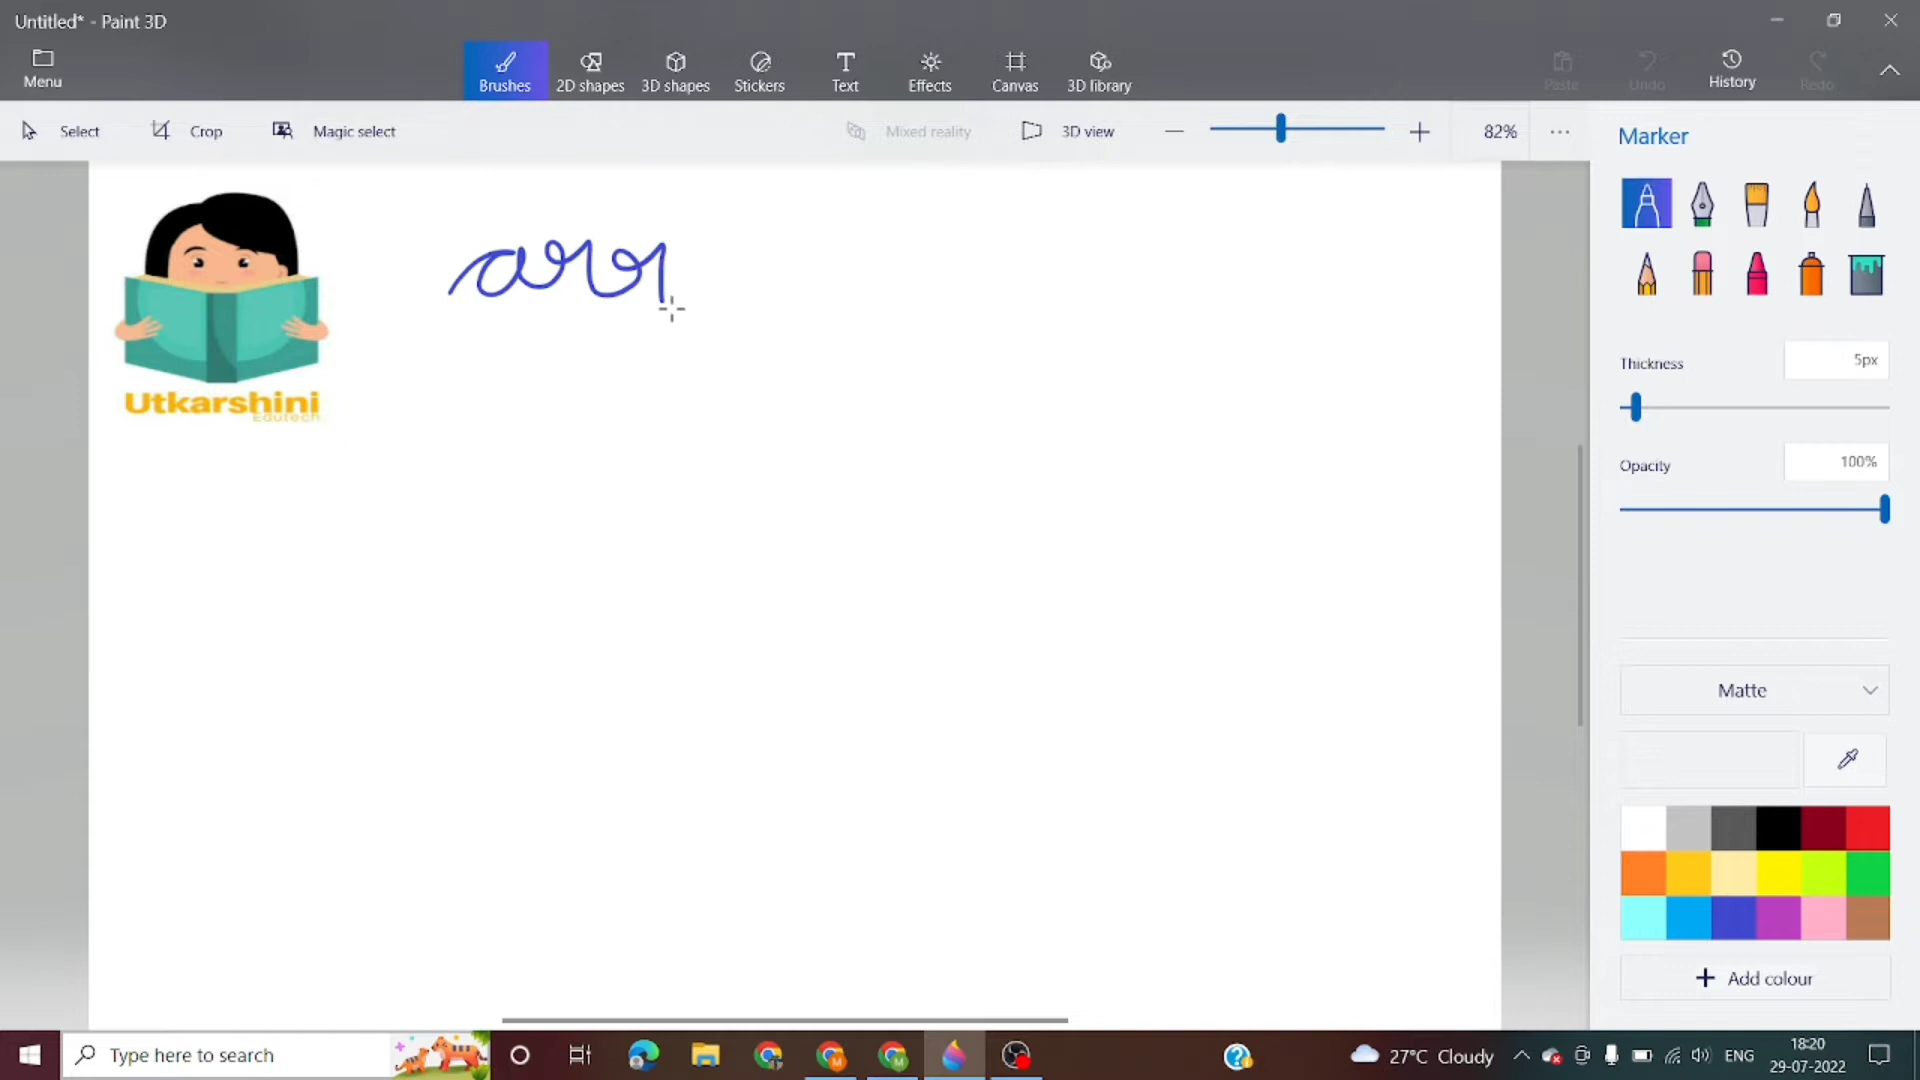 Untitled* - Paint 3D
Menu
Brushes
2D shapes
3D shapes
Stickers
Text
Effects
Canvas
3D library
Paste
Undo
History
Redo
Select
Crop
Magic select
Mixed reality
3D view
82%
Marker
Utkarshini
Edutech
Thickness
5px
Opacity
100%
Matte
Add colour
Type here to search
27°C Cloudy
ENG
18:20
29-07-2022